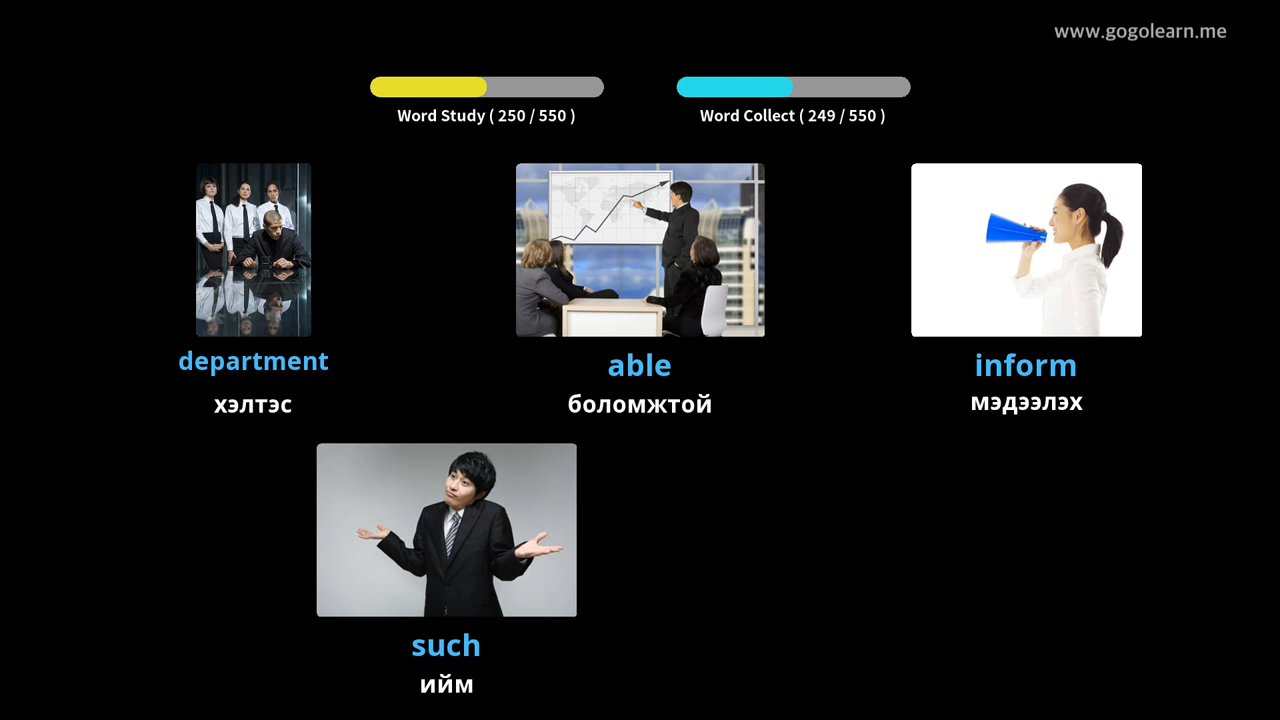 www.gogolearn.me
Word Study ( 250 / 550 )
Word Collect ( 249 / 550 )
department
хэлтэс
able
боломжтой
inform
мэдээлэх
such
ийм